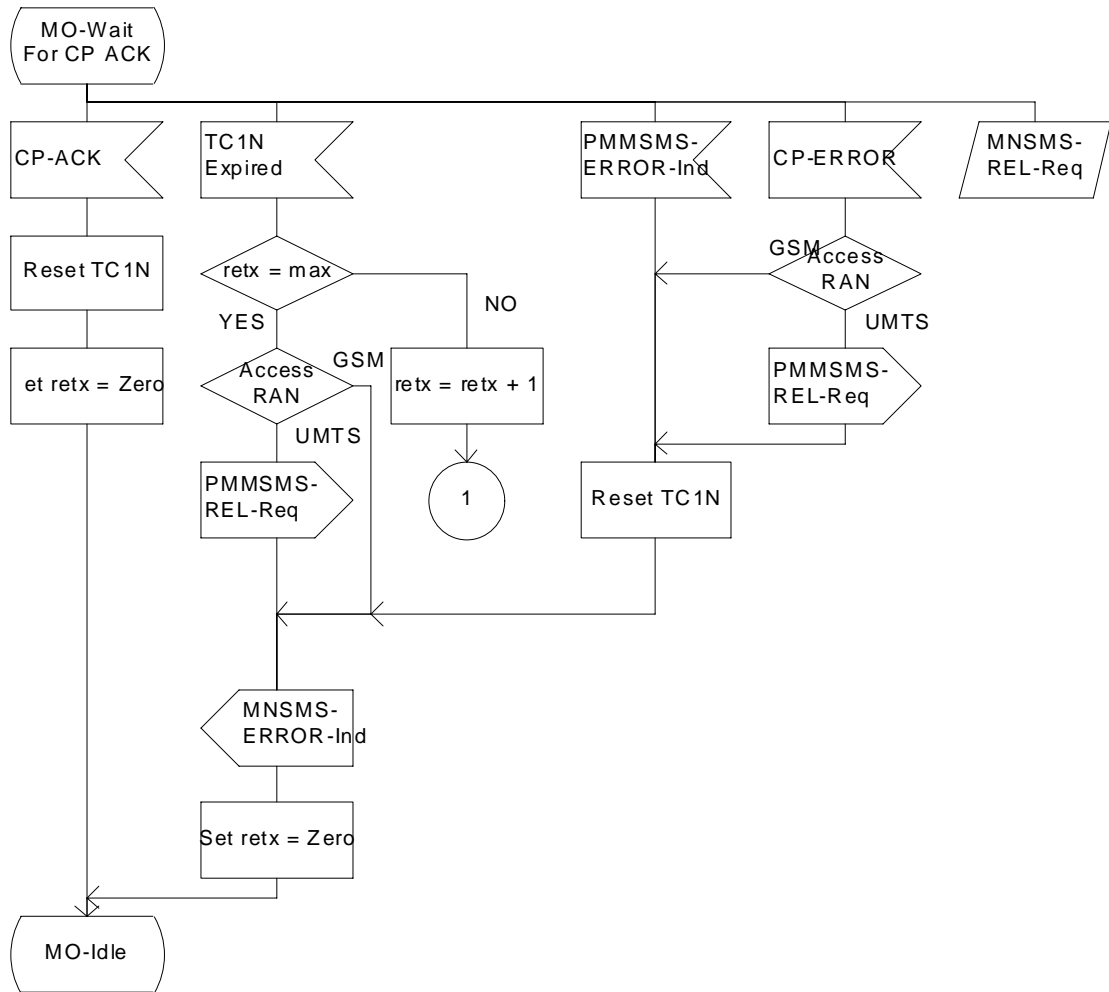 MO-Wait
For CP ACK
CP-ACK
TC1N
Expired
PMMSMS-
ERROR-Ind
CP-ERROR
MNSMS-
REL-Req
Reset TC1N
retx = max
GSM
Access
RAN
NO
YES
UMTS
et retx = Zero
Access
RAN
GSM
retx = retx + 1
PMMSMS-
REL-Req
UMTS
PMMSMS-
REL-Req
1
Reset TC1N
MNSMS-
ERROR-Ind
Set retx = Zero
MO-Idle